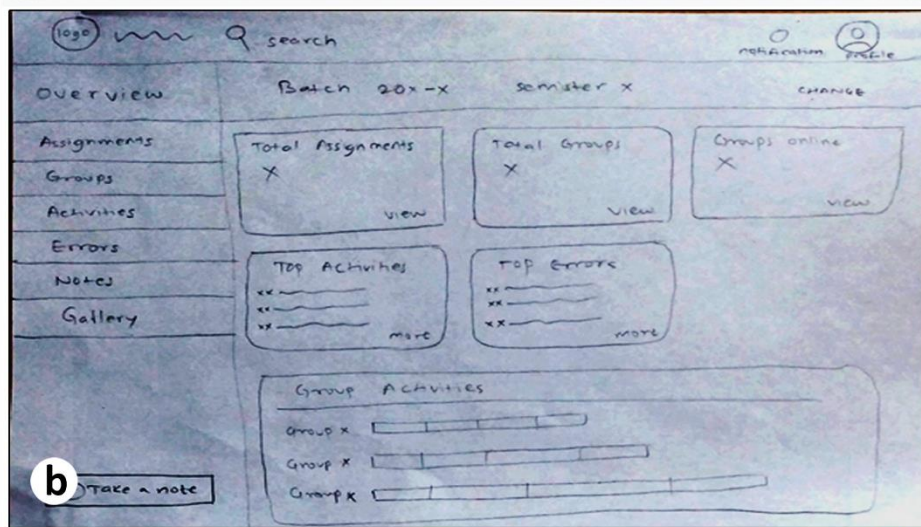 logo search
notification profile
overview
Batch 20x-x semister x CHANGE
Assignments
Groups
Activities
Errors
Notes
Gallery
Total Assignments
X
view
Total Groups
X
view
Groups online
X
view
Top Activities
xx
xx
xx
more
Top Errors
xx
xx
xx
more
Group Activities
Group x
Group x
Group x
b
Take a note